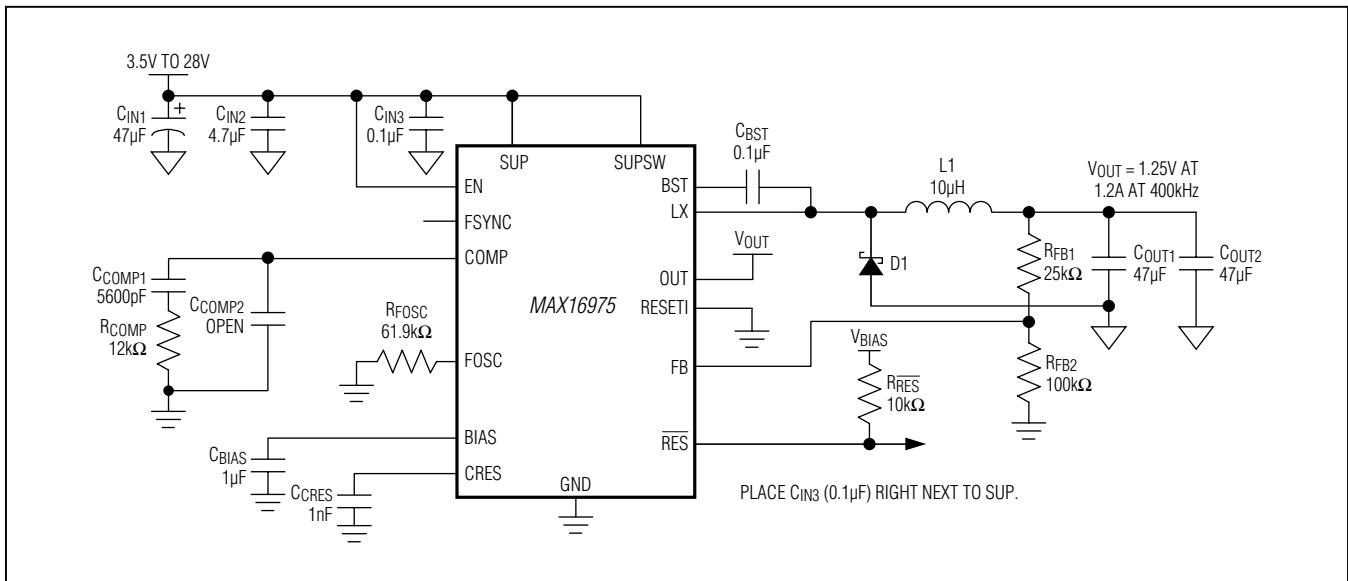 3.5V TO 28V
CIN1
47µF
+
CIN2
4.7µF
CIN3
0.1µF
SUP
SUPSW
EN
FSYNC
COMP
FOSC
BIAS
CRES
GND
MAX16975
BST
LX
OUT
RESETI
FB
RES
CCOMP1
5600pF
RCOMP
12kΩ
CCOMP2
OPEN
RFOSC
61.9kΩ
CBIAS
1µF
CCRES
1nF
CBST
0.1µF
L1
10µH
VOUT = 1.25V AT
1.2A AT 400kHz
VOUT
D1
RFB1
25kΩ
COUT1
47µF
COUT2
47µF
VBIAS
RRES
10kΩ
RFB2
100kΩ
PLACE CIN3 (0.1µF) RIGHT NEXT TO SUP.